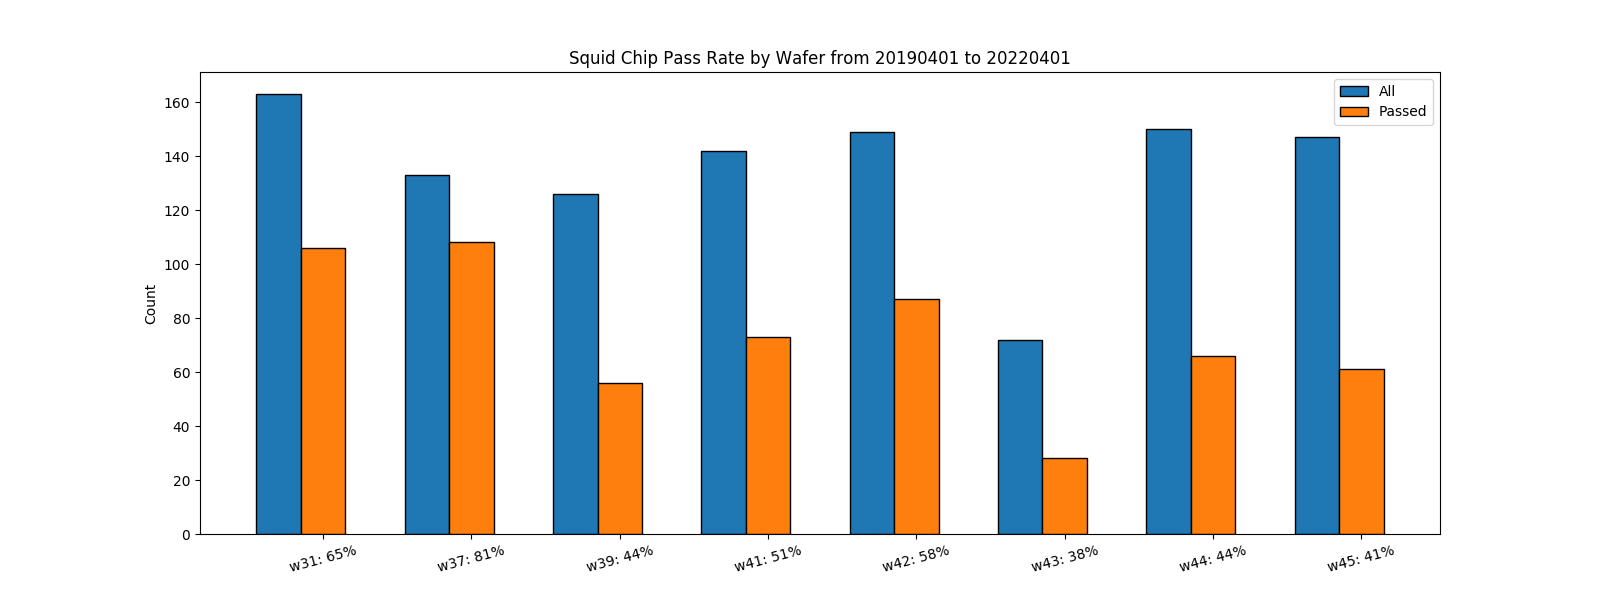 Squid Chip Pass Rate by Wafer from 20190401 to 20220401
All
Passed
Count
160
140
120
100
80
60
40
20
0
w31: 65%
w37: 81%
w39: 44%
w41: 51%
w42: 58%
w43: 38%
w44: 44%
w45: 41%